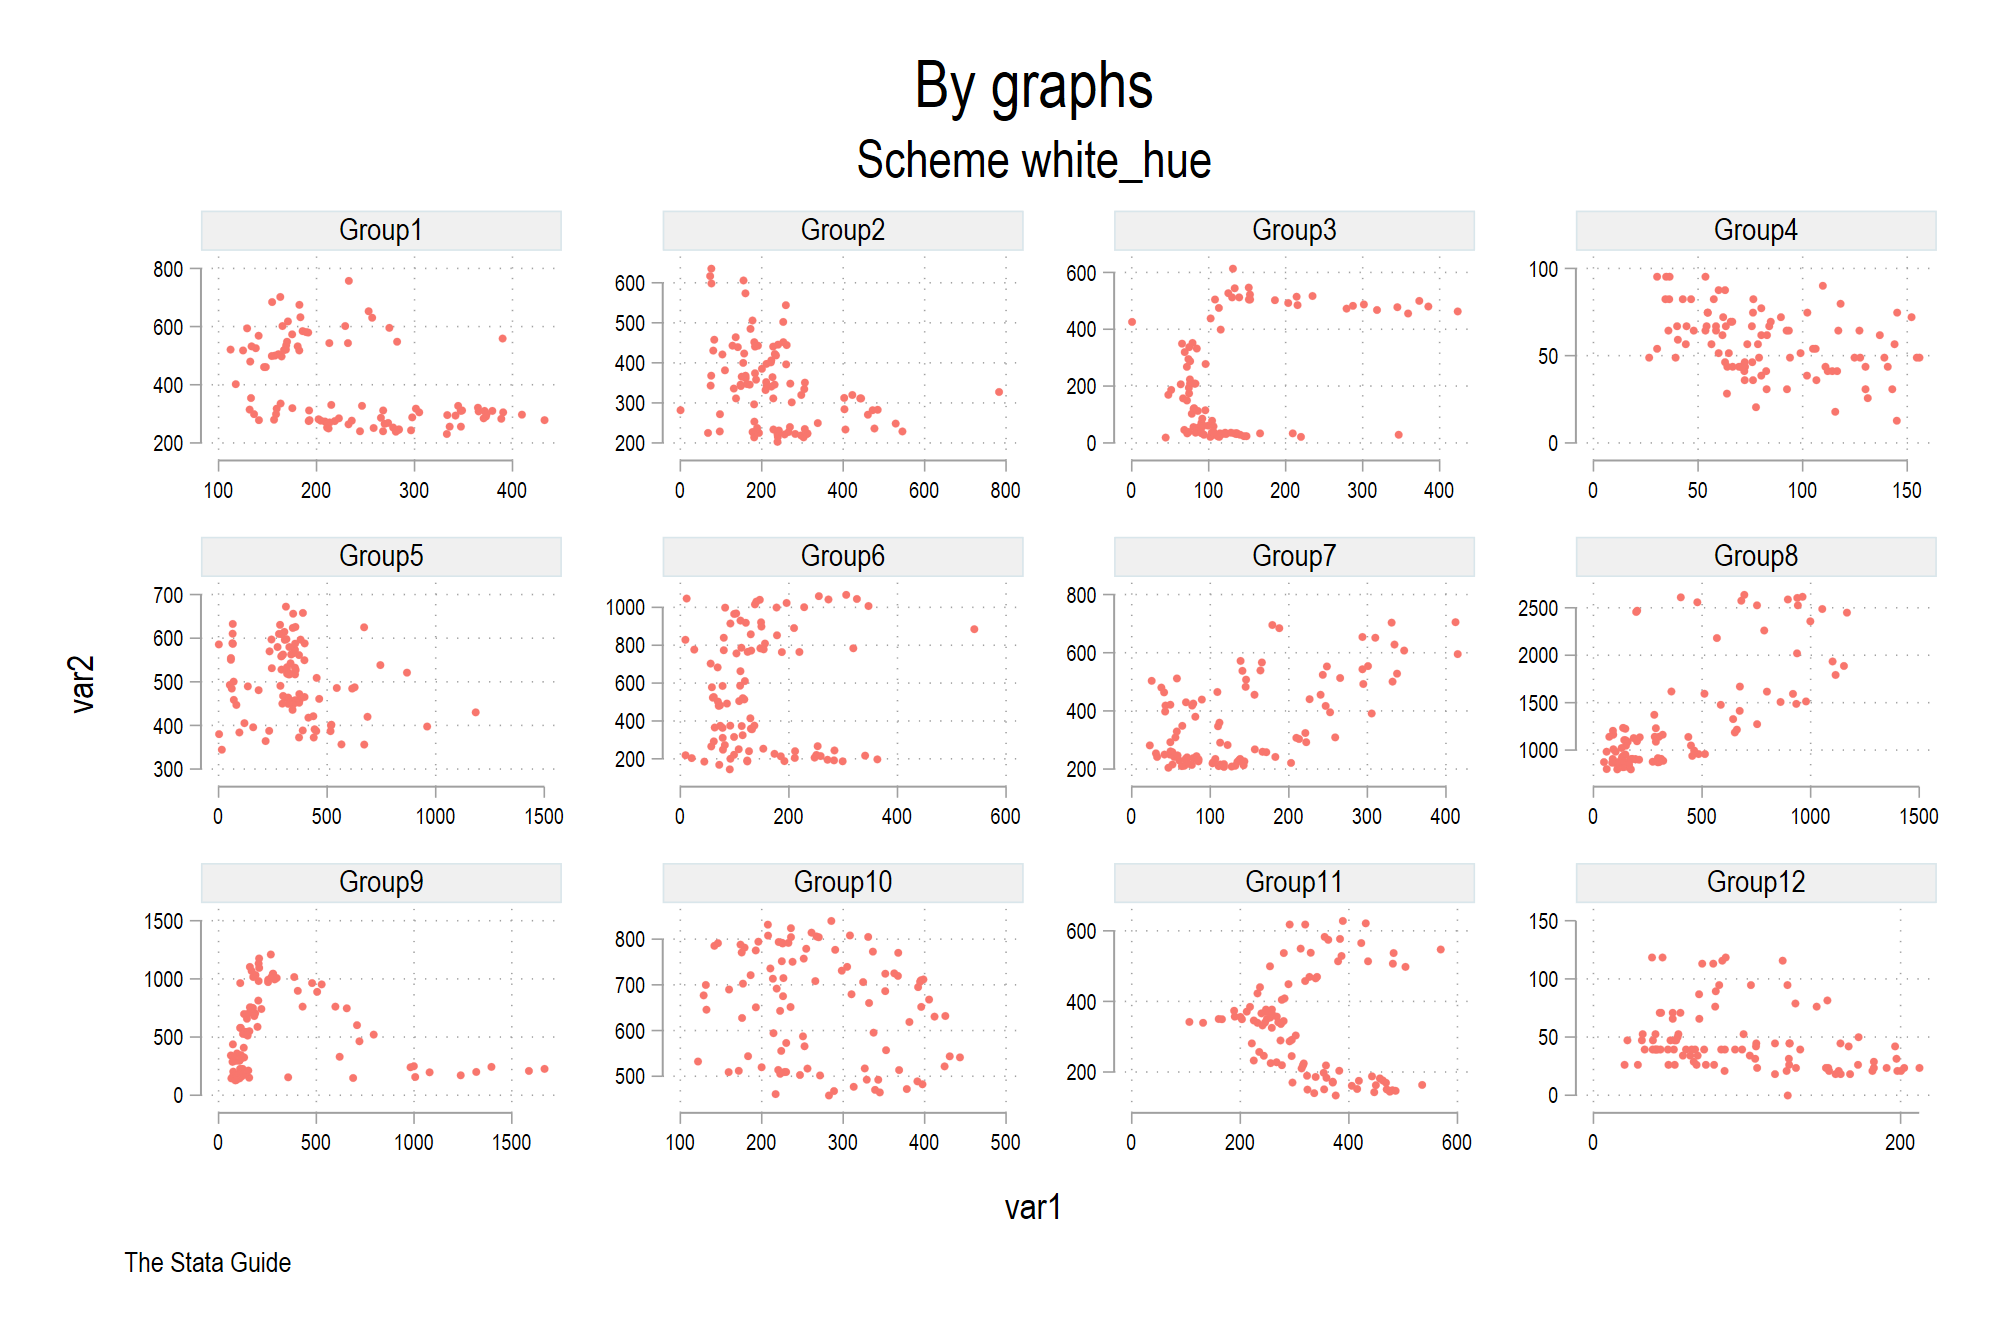 By graphs
Scheme white_hue
Group1
800
600
400
200
100 200 300 400
Group2
600
500
400
300
200
0 200 400 600 800
Group3
600
400
200
0
0 100 200 300 400
Group4
100
50
0
0 50 100 150
Group5
700
600
500
400
300
0 500 1000 1500
Group6
1000
800
600
400
200
0 200 400 600
Group7
800
600
400
200
0 100 200 300 400
Group8
2500
2000
1500
1000
0 500 1000 1500
Group9
1500
1000
500
0
0 500 1000 1500
Group10
800
700
600
500
100 200 300 400 500
Group11
600
400
200
0 200 400 600
Group12
150
100
50
0
0 200
var2
var1
The Stata Guide